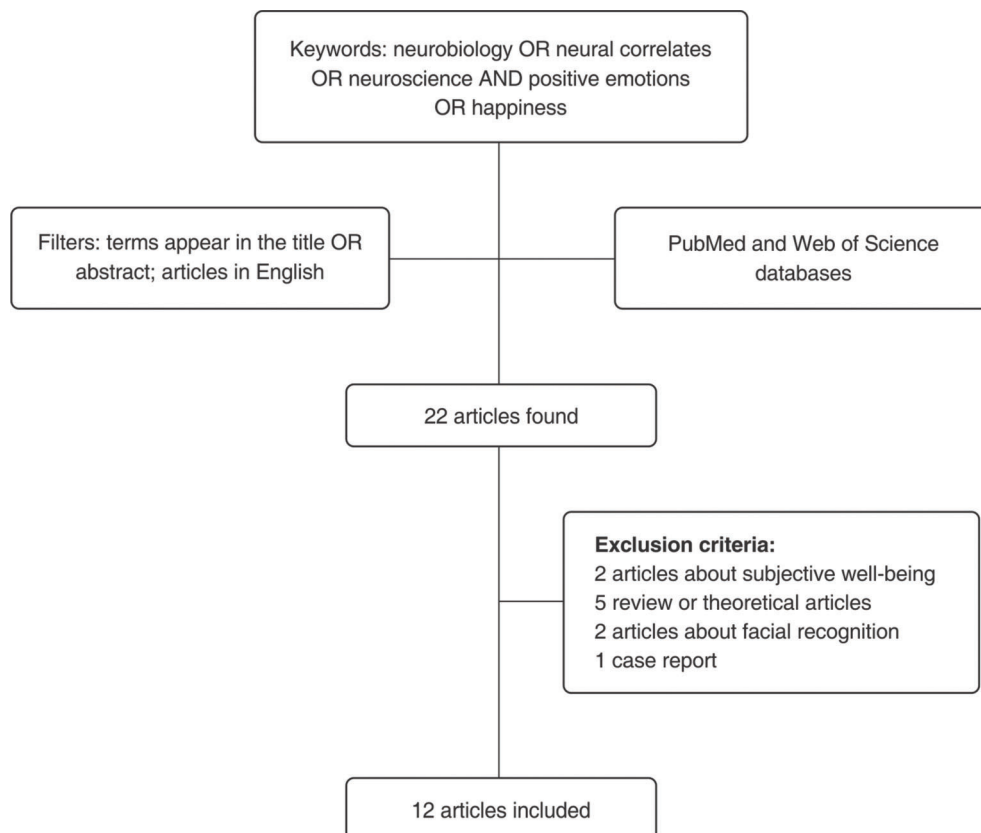 Keywords: neurobiology OR neural correlates
OR neuroscience AND positive emotions
OR happiness
Filters: terms appear in the title OR
abstract; articles in English
PubMed and Web of Science
databases
22 articles found
Exclusion criteria:
2 articles about subjective well-being
5 review or theoretical articles
2 articles about facial recognition
1 case report
12 articles included